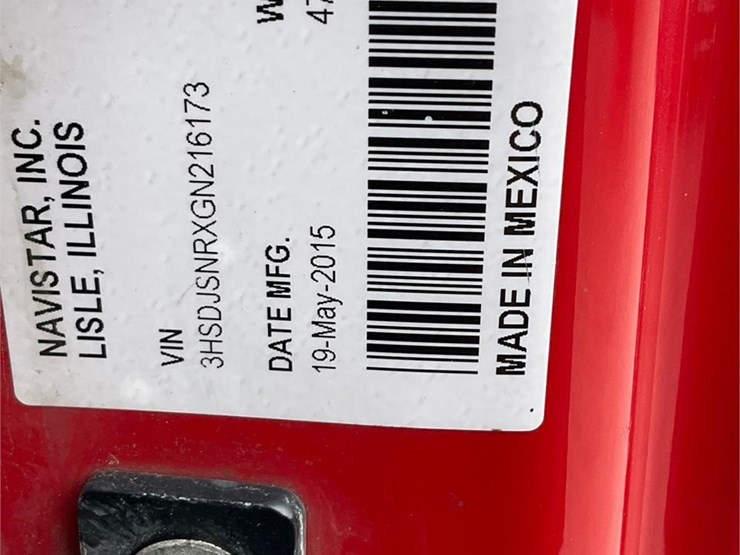 NAVISTAR, INC.
LISLE, ILLINOIS
VIN
3HSDJSNRXGN216173
DATE MFG.
19-May-2015
MADE IN MEXICO